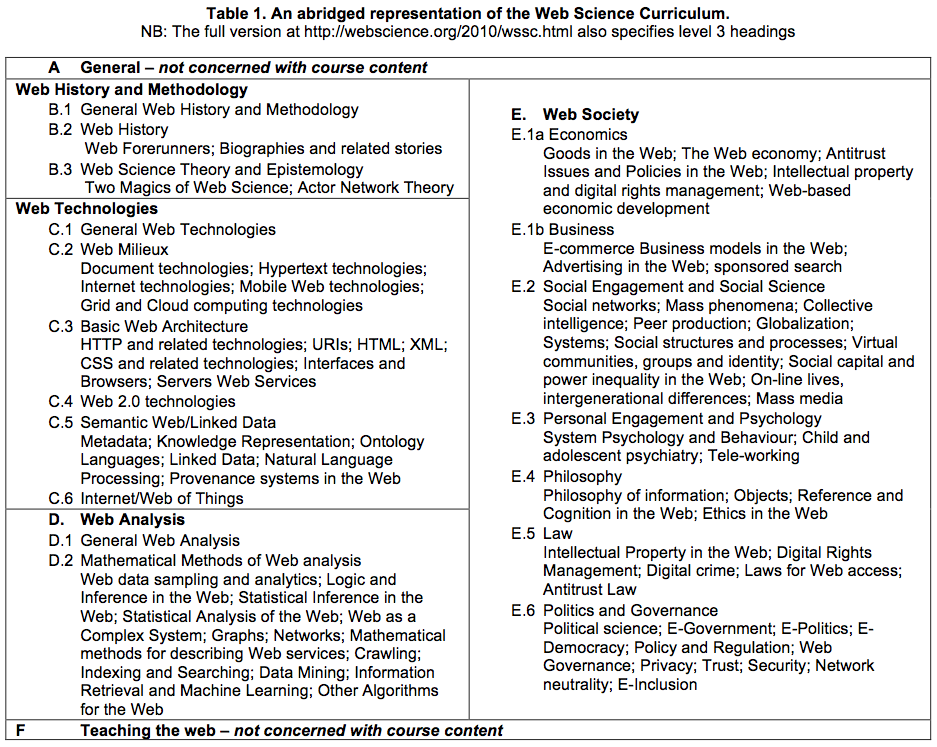 Table 1. An abridged representation of the Web Science Curriculum.
NB: The full version at http://webscience.org/2010/wssc.html also specifies level 3 headings
A General – not concerned with course content
Web History and Methodology
B.1 General Web History and Methodology
B.2 Web History
Web Forerunners; Biographies and related stories
B.3 Web Science Theory and Epistemology
Two Magics of Web Science; Actor Network Theory
Web Technologies
C.1 General Web Technologies
C.2 Web Milieux
Document technologies; Hypertext technologies;
Internet technologies; Mobile Web technologies;
Grid and Cloud computing technologies
C.3 Basic Web Architecture
HTTP and related technologies; URIs; HTML; XML;
CSS and related technologies; Interfaces and
Browsers; Servers Web Services
C.4 Web 2.0 technologies
C.5 Semantic Web/Linked Data
Metadata; Knowledge Representation; Ontology
Languages; Linked Data; Natural Language
Processing; Provenance systems in the Web
C.6 Internet/Web of Things
D. Web Analysis
D.1 General Web Analysis
D.2 Mathematical Methods of Web analysis
Web data sampling and analytics; Logic and
Inference in the Web; Statistical Inference in the
Web; Statistical Analysis of the Web; Web as a
Complex System; Graphs; Networks; Mathematical
methods for describing Web services; Crawling;
Indexing and Searching; Data Mining; Information
Retrieval and Machine Learning; Other Algorithms
for the Web
E. Web Society
E.1a Economics
Goods in the Web; The Web economy; Antitrust
Issues and Policies in the Web; Intellectual property
and digital rights management; Web-based
economic development
E.1b Business
E-commerce Business models in the Web;
Advertising in the Web; sponsored search
E.2 Social Engagement and Social Science
Social networks; Mass phenomena; Collective
intelligence; Peer production; Globalization;
Systems; Social structures and processes; Virtual
communities, groups and identity; Social capital and
power inequality in the Web; On-line lives,
intergenerational differences; Mass media
E.3 Personal Engagement and Psychology
System Psychology and Behaviour; Child and
adolescent psychiatry; Tele-working
E.4 Philosophy
Philosophy of information; Objects; Reference and
Cognition in the Web; Ethics in the Web
E.5 Law
Intellectual Property in the Web; Digital Rights
Management; Digital crime; Laws for Web access;
Antitrust Law
E.6 Politics and Governance
Political science; E-Government; E-Politics; E-
Democracy; Policy and Regulation; Web
Governance; Privacy; Trust; Security; Network
neutrality; E-Inclusion
F Teaching the web – not concerned with course content